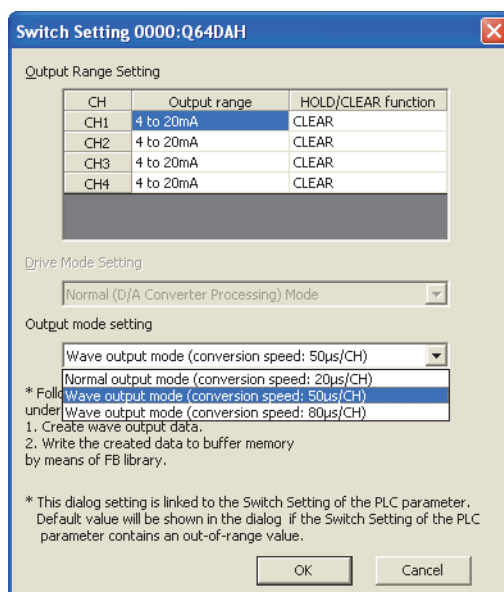 Switch Setting 0000:Q64DAH
Output Range Setting
CH Output range HOLD/CLEAR function
CH1 4 to 20mA CLEAR
CH2 4 to 20mA CLEAR
CH3 4 to 20mA CLEAR
CH4 4 to 20mA CLEAR
Drive Mode Setting
Normal (D/A Converter Processing) Mode
Output mode setting
Wave output mode (conversion speed: 50µs/CH)
Normal output mode (conversion speed: 20µs/CH)
* Follo
Wave output mode (conversion speed: 50µs/CH)
under
Wave output mode (conversion speed: 80µs/CH)
1. Create wave output data.
2. Write the created data to buffer memory
by means of FB library.
* This dialog setting is linked to the Switch Setting of the PLC parameter.
Default value will be shown in the dialog if the Switch Setting of the PLC
parameter contains an out-of-range value.
OK Cancel